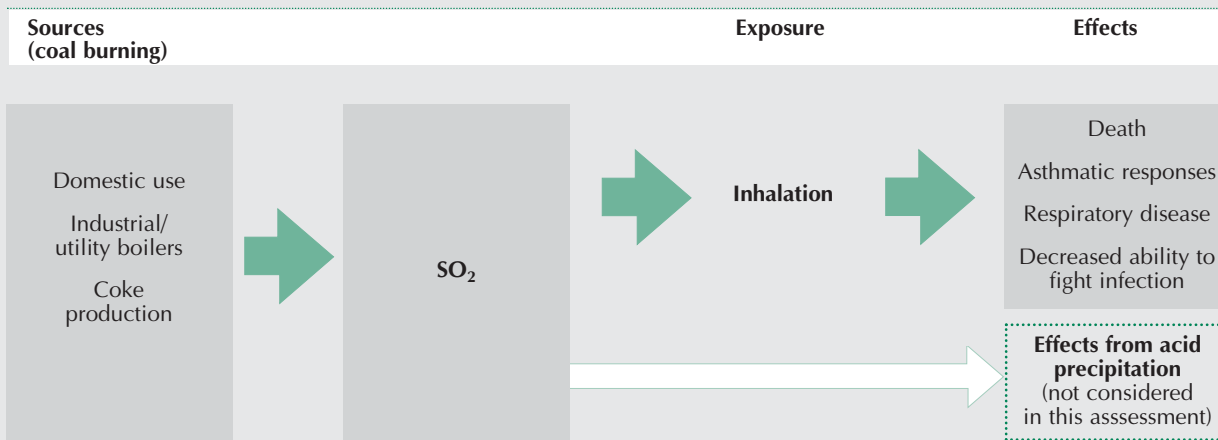 Sources
(coal burning)
Exposure
Effects
Domestic use
Industrial/
utility boilers
Coke
production
SO₂
Inhalation
Death
Asthmatic responses
Respiratory disease
Decreased ability to
fight infection
Effects from acid
precipitation
(not considered
in this asssessment)